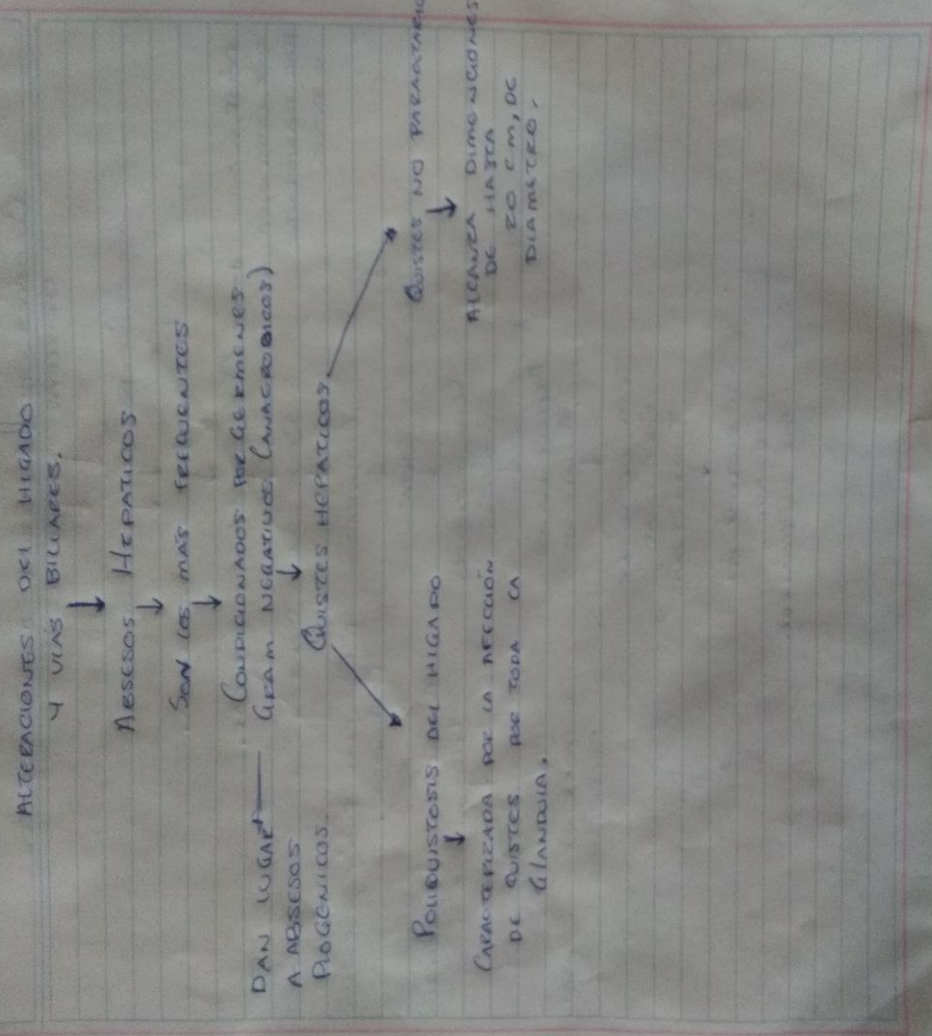 ALTERACIONES DEL HIGADO
Y VIAS BILIARES.
↓
ABSESOS HEPATICOS
↓
SON LOS MAS FRECUENTES
↓
CONDICIONADOS POR GERMENES
GRAM NEGATIVOS (ANAEROBICOS)
DAN LUGAR
A ABSESOS
PIOGENICOS.
↓
QUISTES HEPATICOS.
POLIQUISTOSIS DEL HIGADO
↓
CARACTERIZADA POR LA AFECCIÓN
DE QUISTES POR TODA LA
GLANDULA.
QUISTES NO
↓
ALCANZA DIMENCIONES
DE HASTA
20 CM, DE
DIAMETRO.